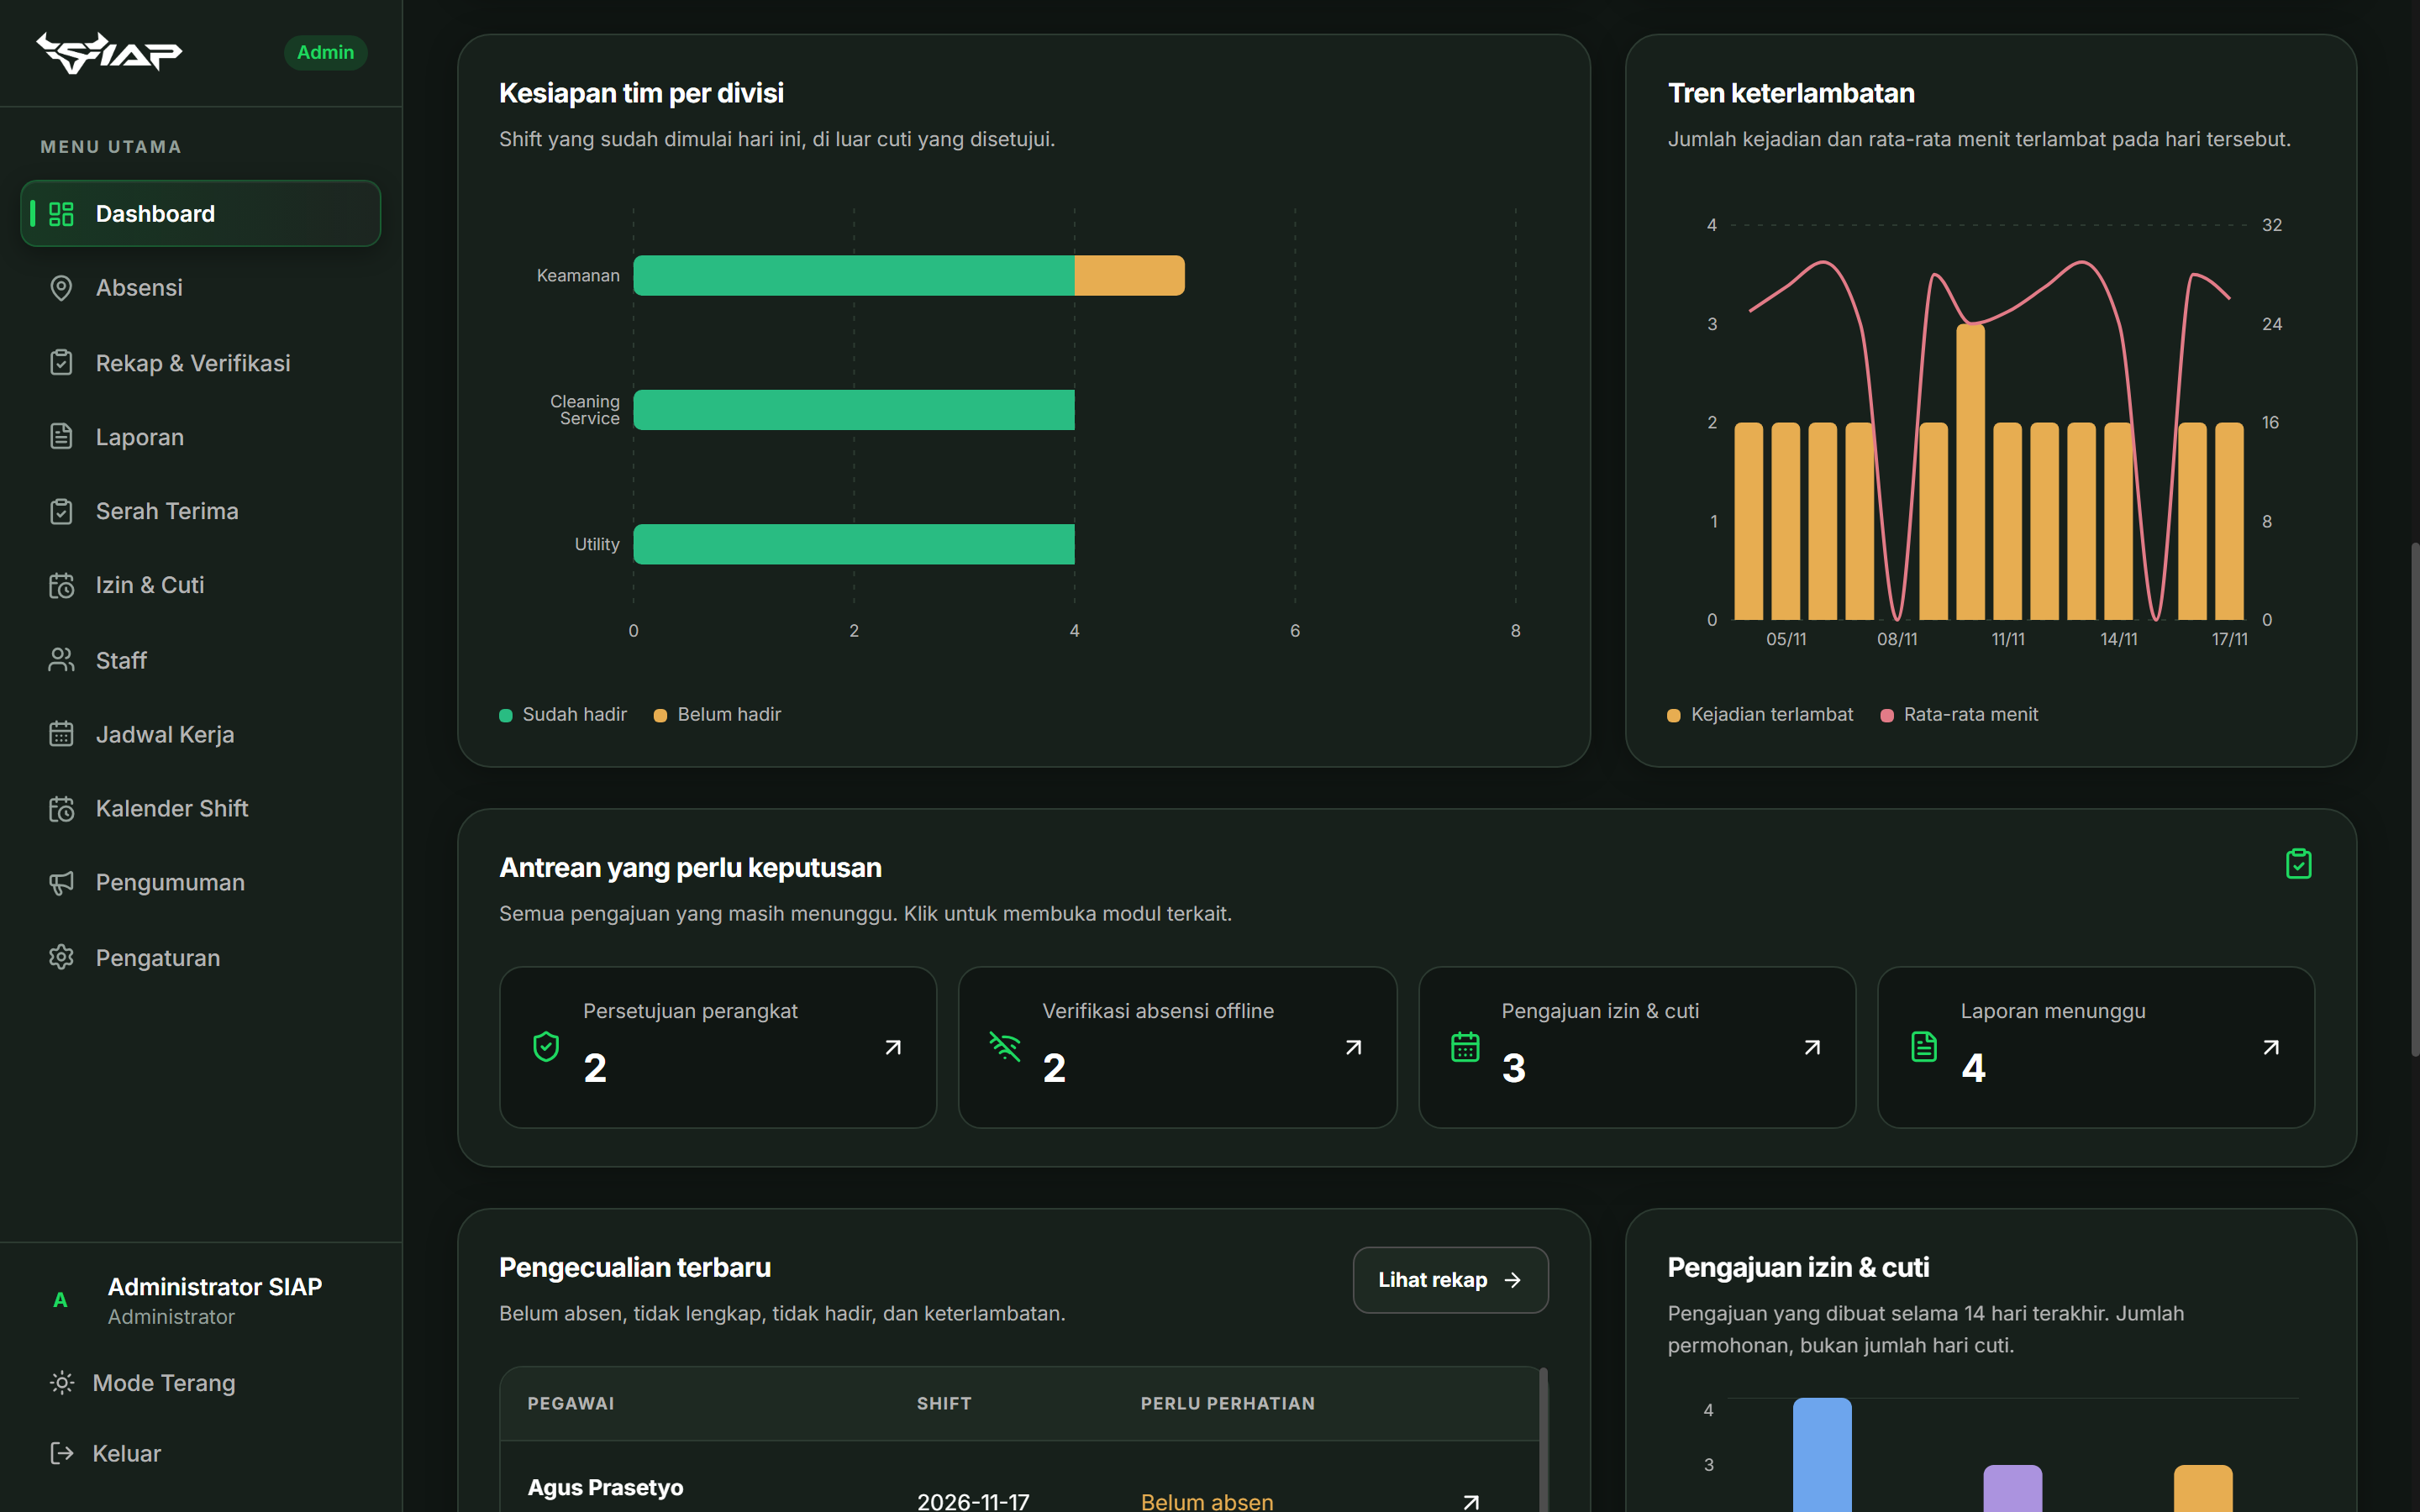 SIAP
Admin
MENU UTAMA
Dashboard
Absensi
Rekap & Verifikasi
Laporan
Serah Terima
Izin & Cuti
Staff
Jadwal Kerja
Kalender Shift
Pengumuman
Pengaturan
A
Administrator SIAP
Administrator
Mode Terang
Keluar
Kesiapan tim per divisi
Shift yang sudah dimulai hari ini, di luar cuti yang disetujui.
Keamanan
Cleaning
Service
Utility
0 2 4 6 8
Sudah hadir Belum hadir
Tren keterlambatan
Jumlah kejadian dan rata-rata menit terlambat pada hari tersebut.
4 32
3 24
2 16
1 8
0 0
05/11 08/11 11/11 14/11 17/11
Kejadian terlambat Rata-rata menit
Antrean yang perlu keputusan
Semua pengajuan yang masih menunggu. Klik untuk membuka modul terkait.
Persetujuan perangkat
2
Verifikasi absensi offline
2
Pengajuan izin & cuti
3
Laporan menunggu
4
Pengecualian terbaru
Belum absen, tidak lengkap, tidak hadir, dan keterlambatan.
Lihat rekap
PEGAWAI SHIFT PERLU PERHATIAN
Agus Prasetyo
2026-11-17 Belum absen
Pengajuan izin & cuti
Pengajuan yang dibuat selama 14 hari terakhir. Jumlah
permohonan, bukan jumlah hari cuti.
4
3